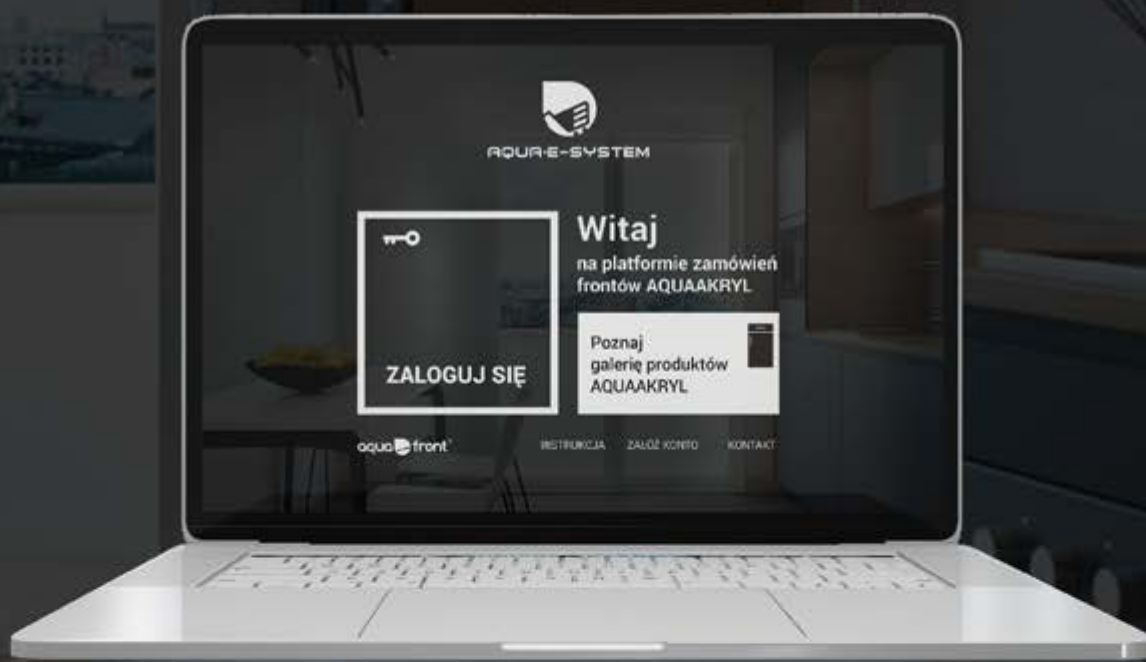 AQUA-E-SYSTEM
ZALOGUJ SIĘ
Witaj
na platformie zamówień
frontów AQUAAKRYL
Poznaj
galerię produktów
AQUAAKRYL
aqua front
INSTRUKCJA ZAŁÓŻ KONTO KONTAKT